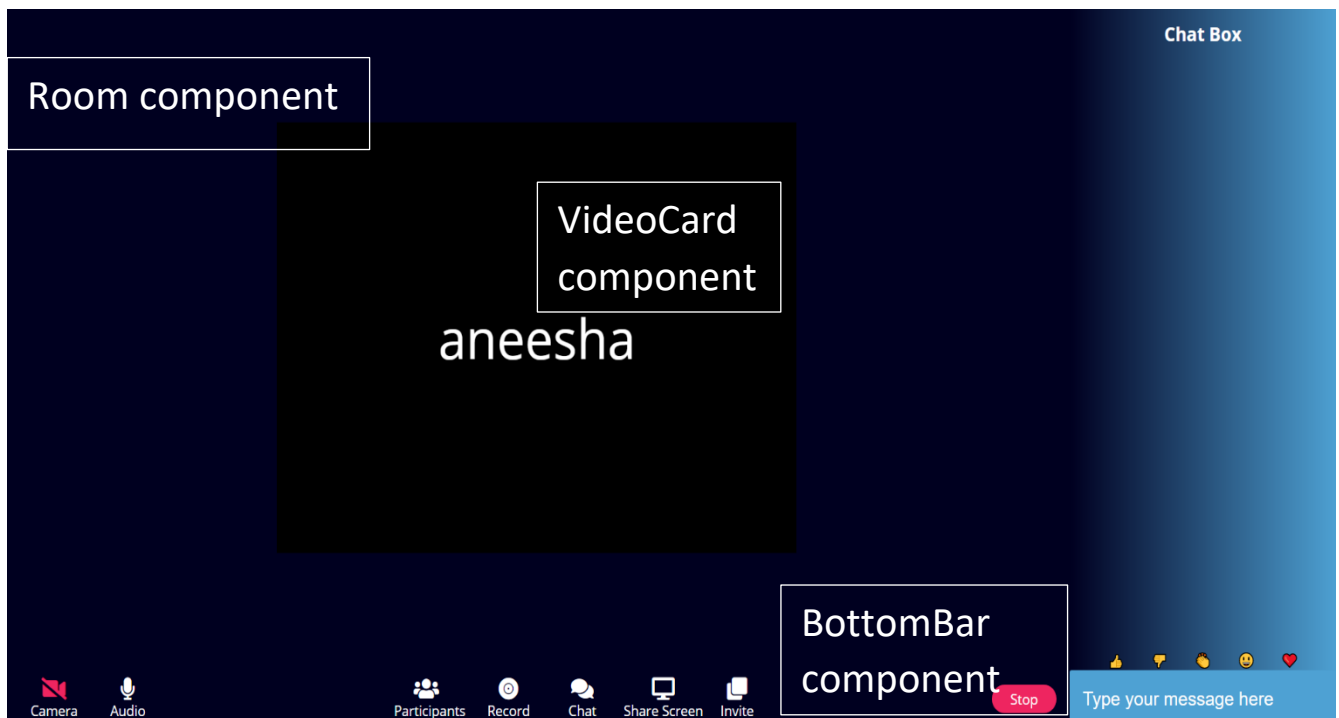 Chat Box
Room component
VideoCard
component
aneesha
BottomBar
component
Camera
Audio
Participants
Record
Chat
Share Screen
Invite
Stop
Type your message here